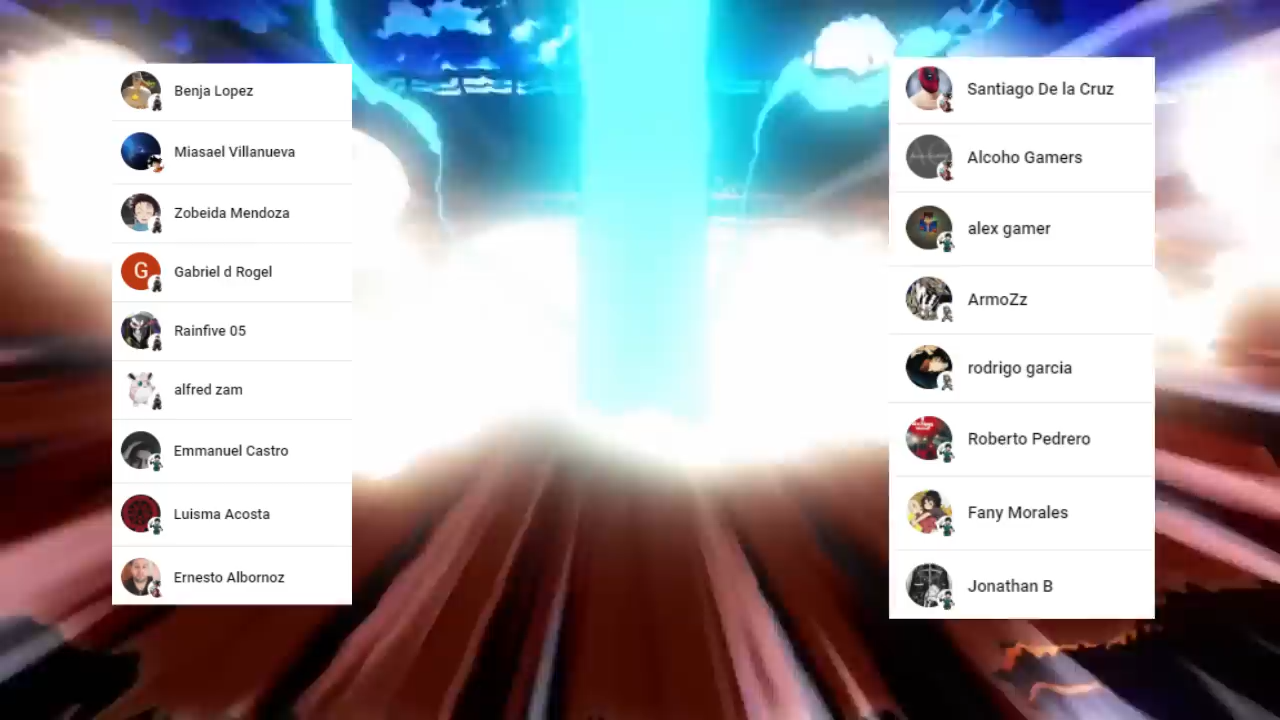 Benja Lopez
Miasael Villanueva
Zobeida Mendoza
G
Gabriel d Rogel
Rainfive 05
alfred zam
Emmanuel Castro
Luisma Acosta
Ernesto Albornoz
Santiago De la Cruz
Alcoho Gamers
alex gamer
ArmoZz
rodrigo garcia
Roberto Pedrero
Fany Morales
Jonathan B